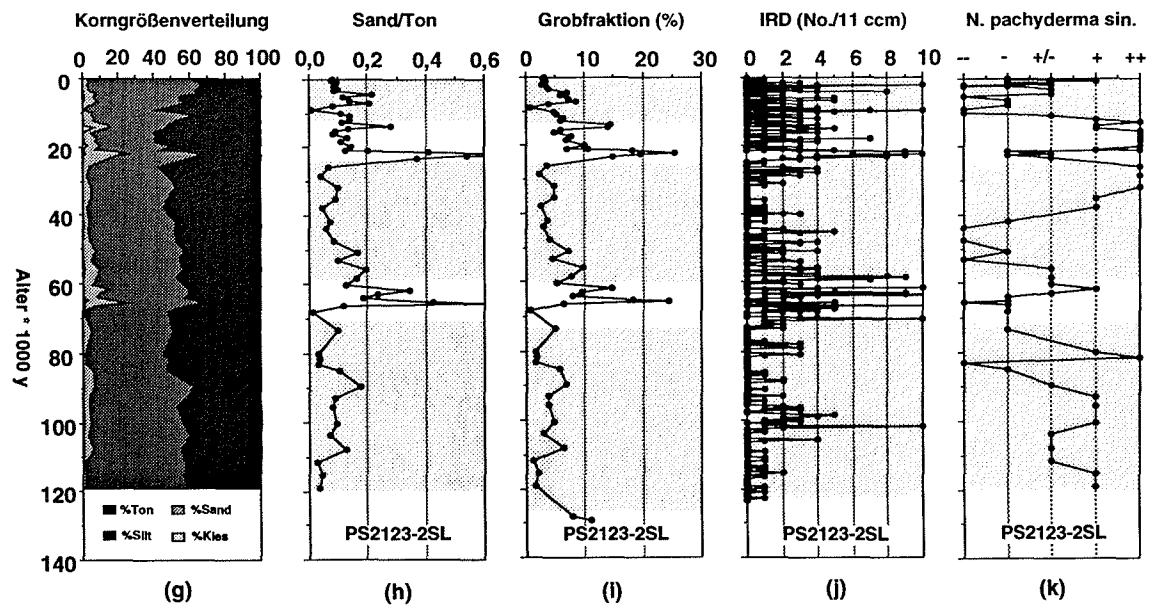 Korngrößenverteilung Sand/Ton Grobfraktion (%) IRD (No./11 ccm) N. pachyderma sin.
0 20 40 60 80 100 0,0 0,2 0,4 0,6 0 10 20 30 0 2 4 6 8 10 -- - +/- + ++
Alter * 1000 y
0
20
40
60
80
100
120
140
%Ton %Sand
%Silt %Kies
PS2123-2SL PS2123-2SL PS2123-2SL PS2123-2SL
(g) (h) (i) (j) (k)